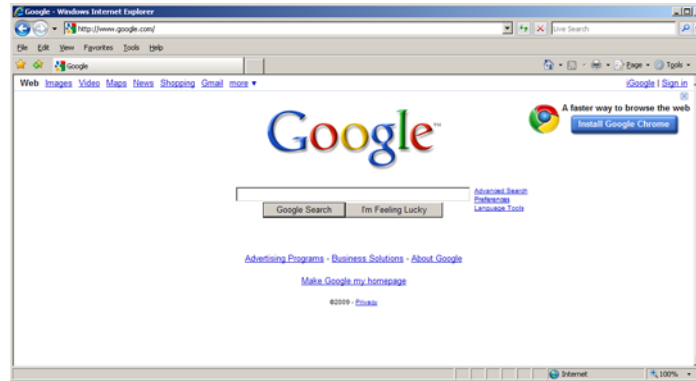 Google - Windows Internet Explorer
http://www.google.com/
Live Search
File Edit View Favorites Tools Help
Google
Page Tools
Web Images Video Maps News Shopping Gmail more
iGoogle | Sign in
A faster way to browse the web
Install Google Chrome
Google™
Advanced Search
Preferences
Language Tools
Google Search
I'm Feeling Lucky
Advertising Programs - Business Solutions - About Google
Make Google my homepage
©2009 - Privacy
Internet
100%